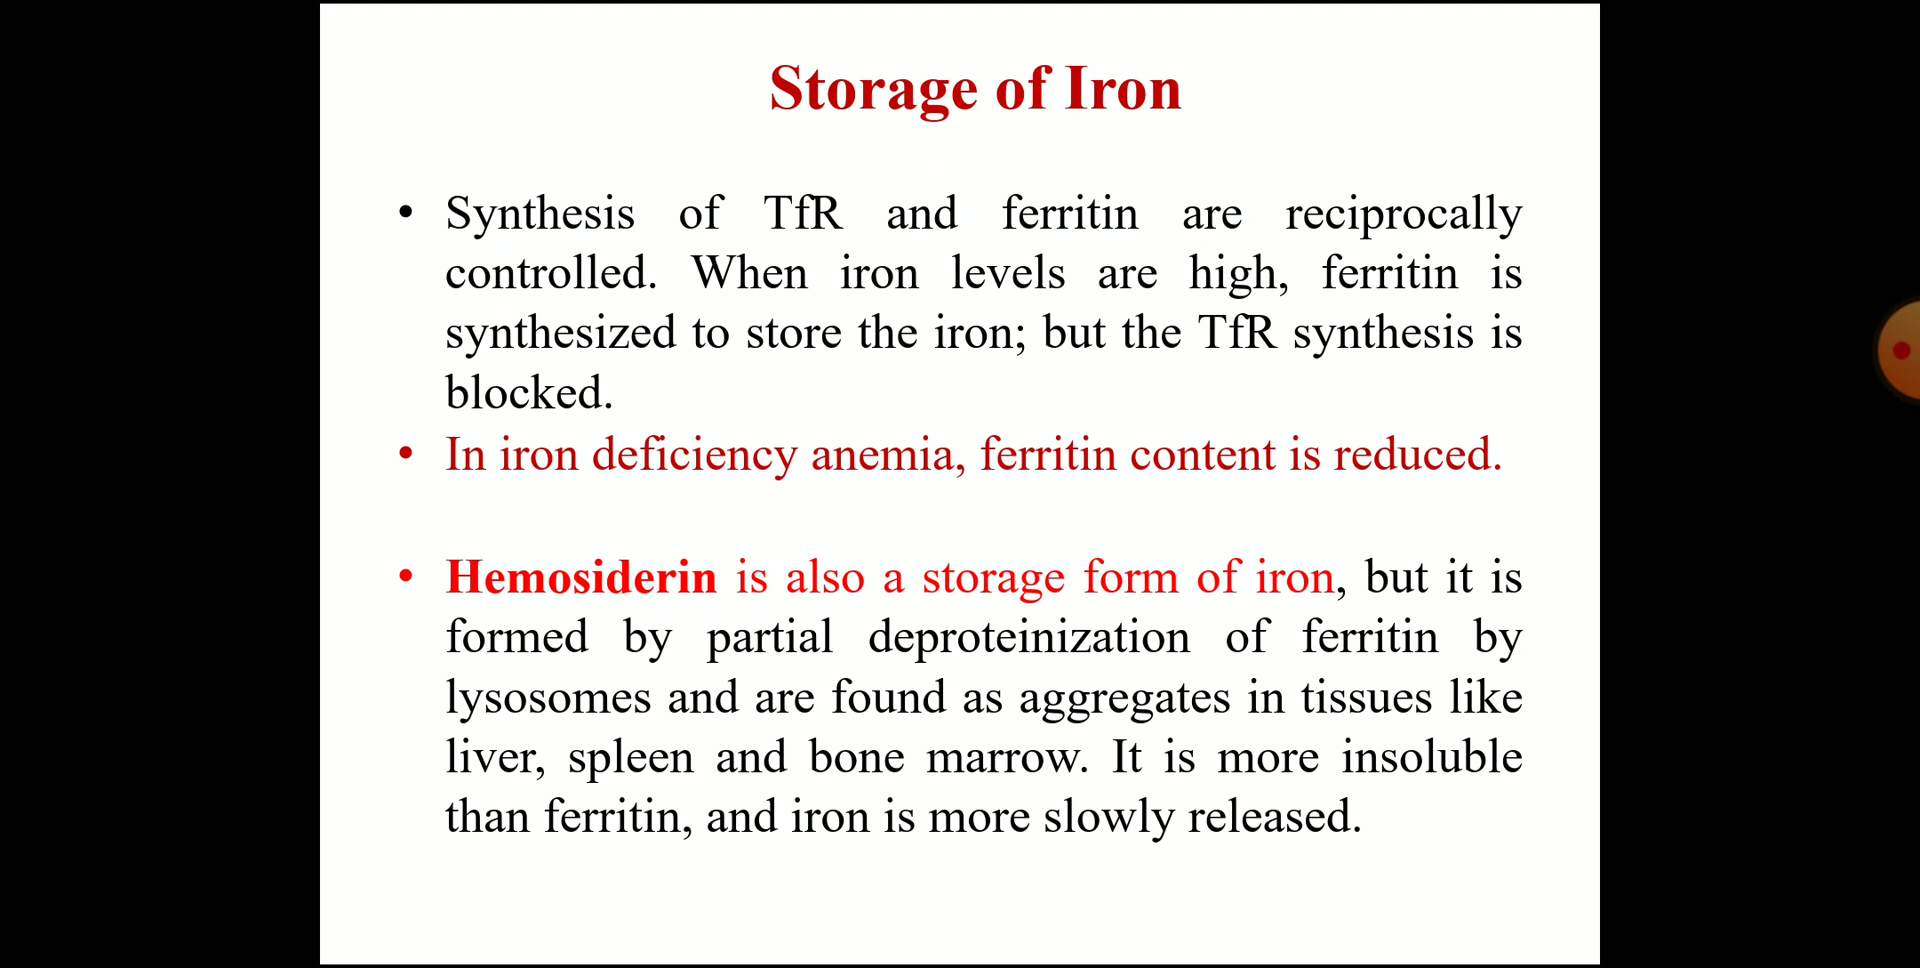 Storage of Iron
• Synthesis of TfR and ferritin are reciprocally
controlled. When iron levels are high, ferritin is
synthesized to store the iron; but the TfR synthesis is
blocked.
• In iron deficiency anemia, ferritin content is reduced.
• Hemosiderin is also a storage form of iron, but it is
formed by partial deproteinization of ferritin by
lysosomes and are found as aggregates in tissues like
liver, spleen and bone marrow. It is more insoluble
than ferritin, and iron is more slowly released.